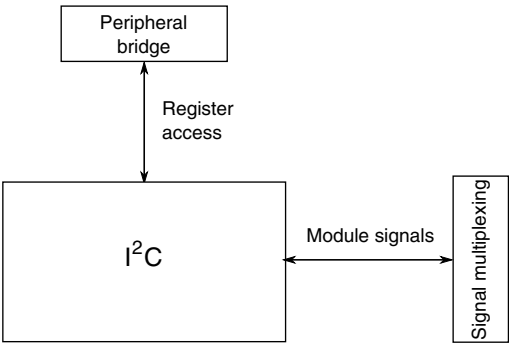 Peripheral
bridge
Register
access
I²C
Module signals
Signal multiplexing